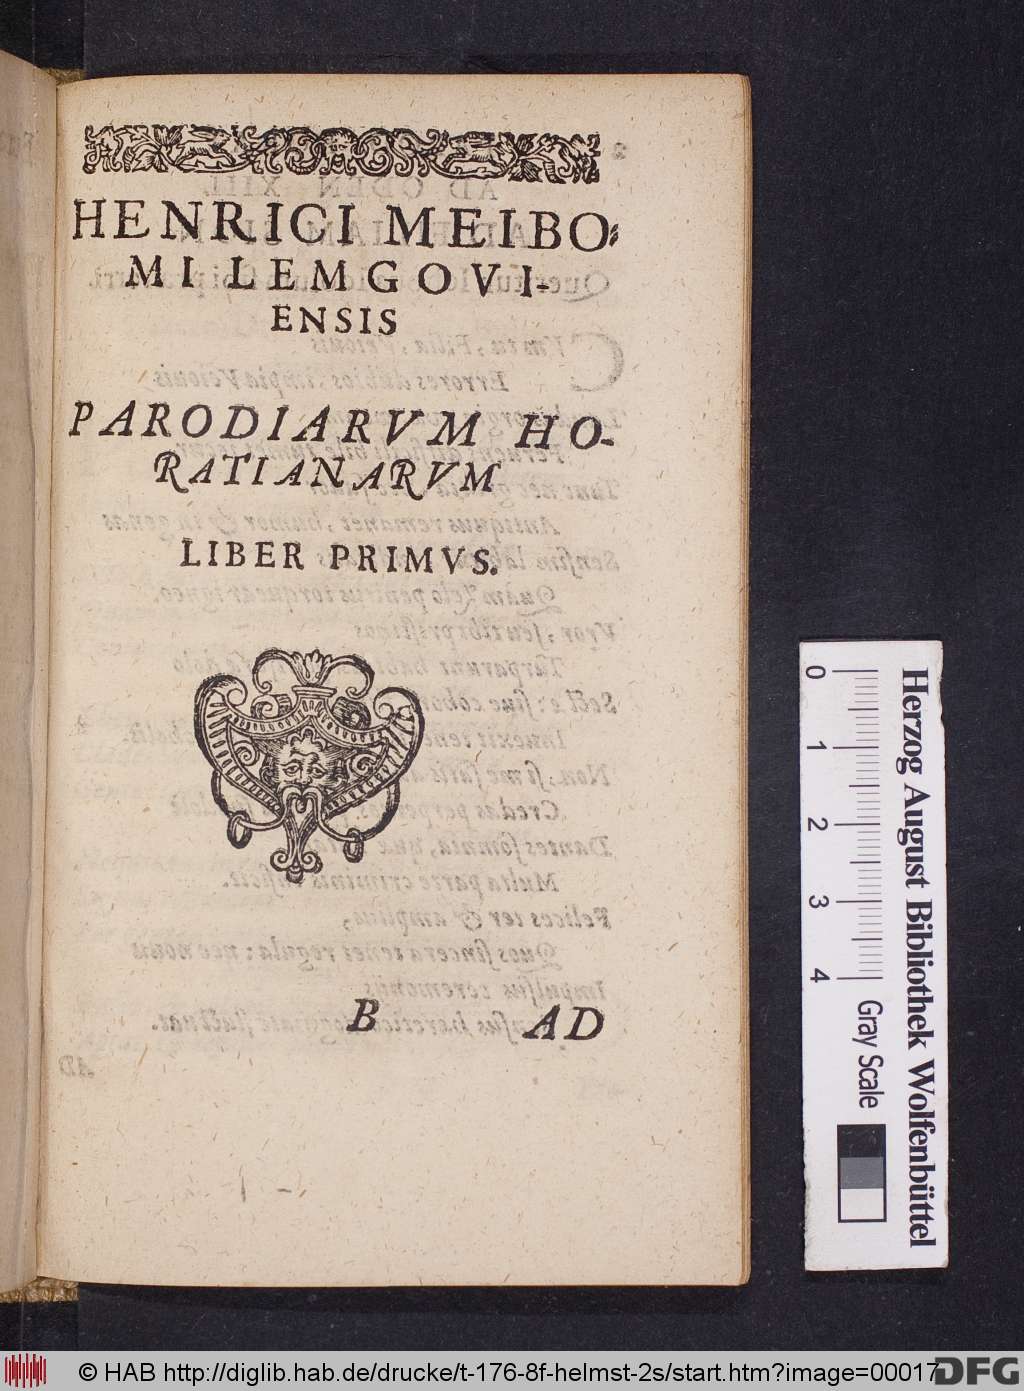 HENRICI MEIBO-
MI LEMGOVI-
ENSIS
PARODIARVM HO-
RATIANARVM
LIBER PRIMVS.
B AD
Herzog August Bibliothek Wolfenbüttel
0 1 2 3 4 Gray Scale
© HAB http://diglib.hab.de/drucke/t-176-8f-helmst-2s/start.htm?image=00017
DFG